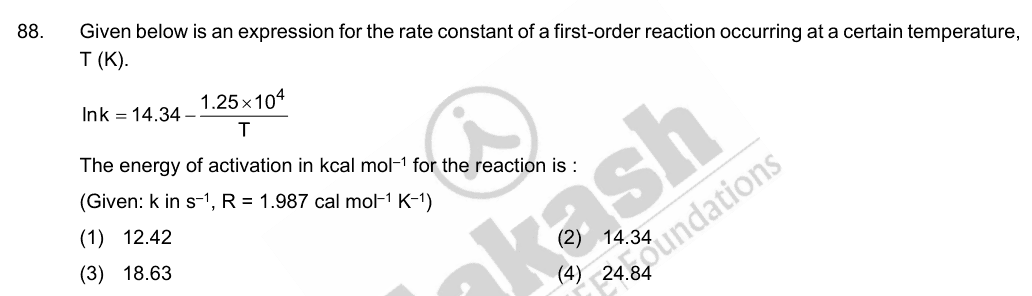 88. Given below is an expression for the rate constant of a first-order reaction occurring at a certain temperature,
T (K).
lnk = 14.34 − 1.25×10⁴ / T
The energy of activation in kcal mol⁻¹ for the reaction is :
(Given: k in s⁻¹, R = 1.987 cal mol⁻¹ K⁻¹)
(1) 12.42 (2) 14.34
(3) 18.63 (4) 24.84
akash
Foundations